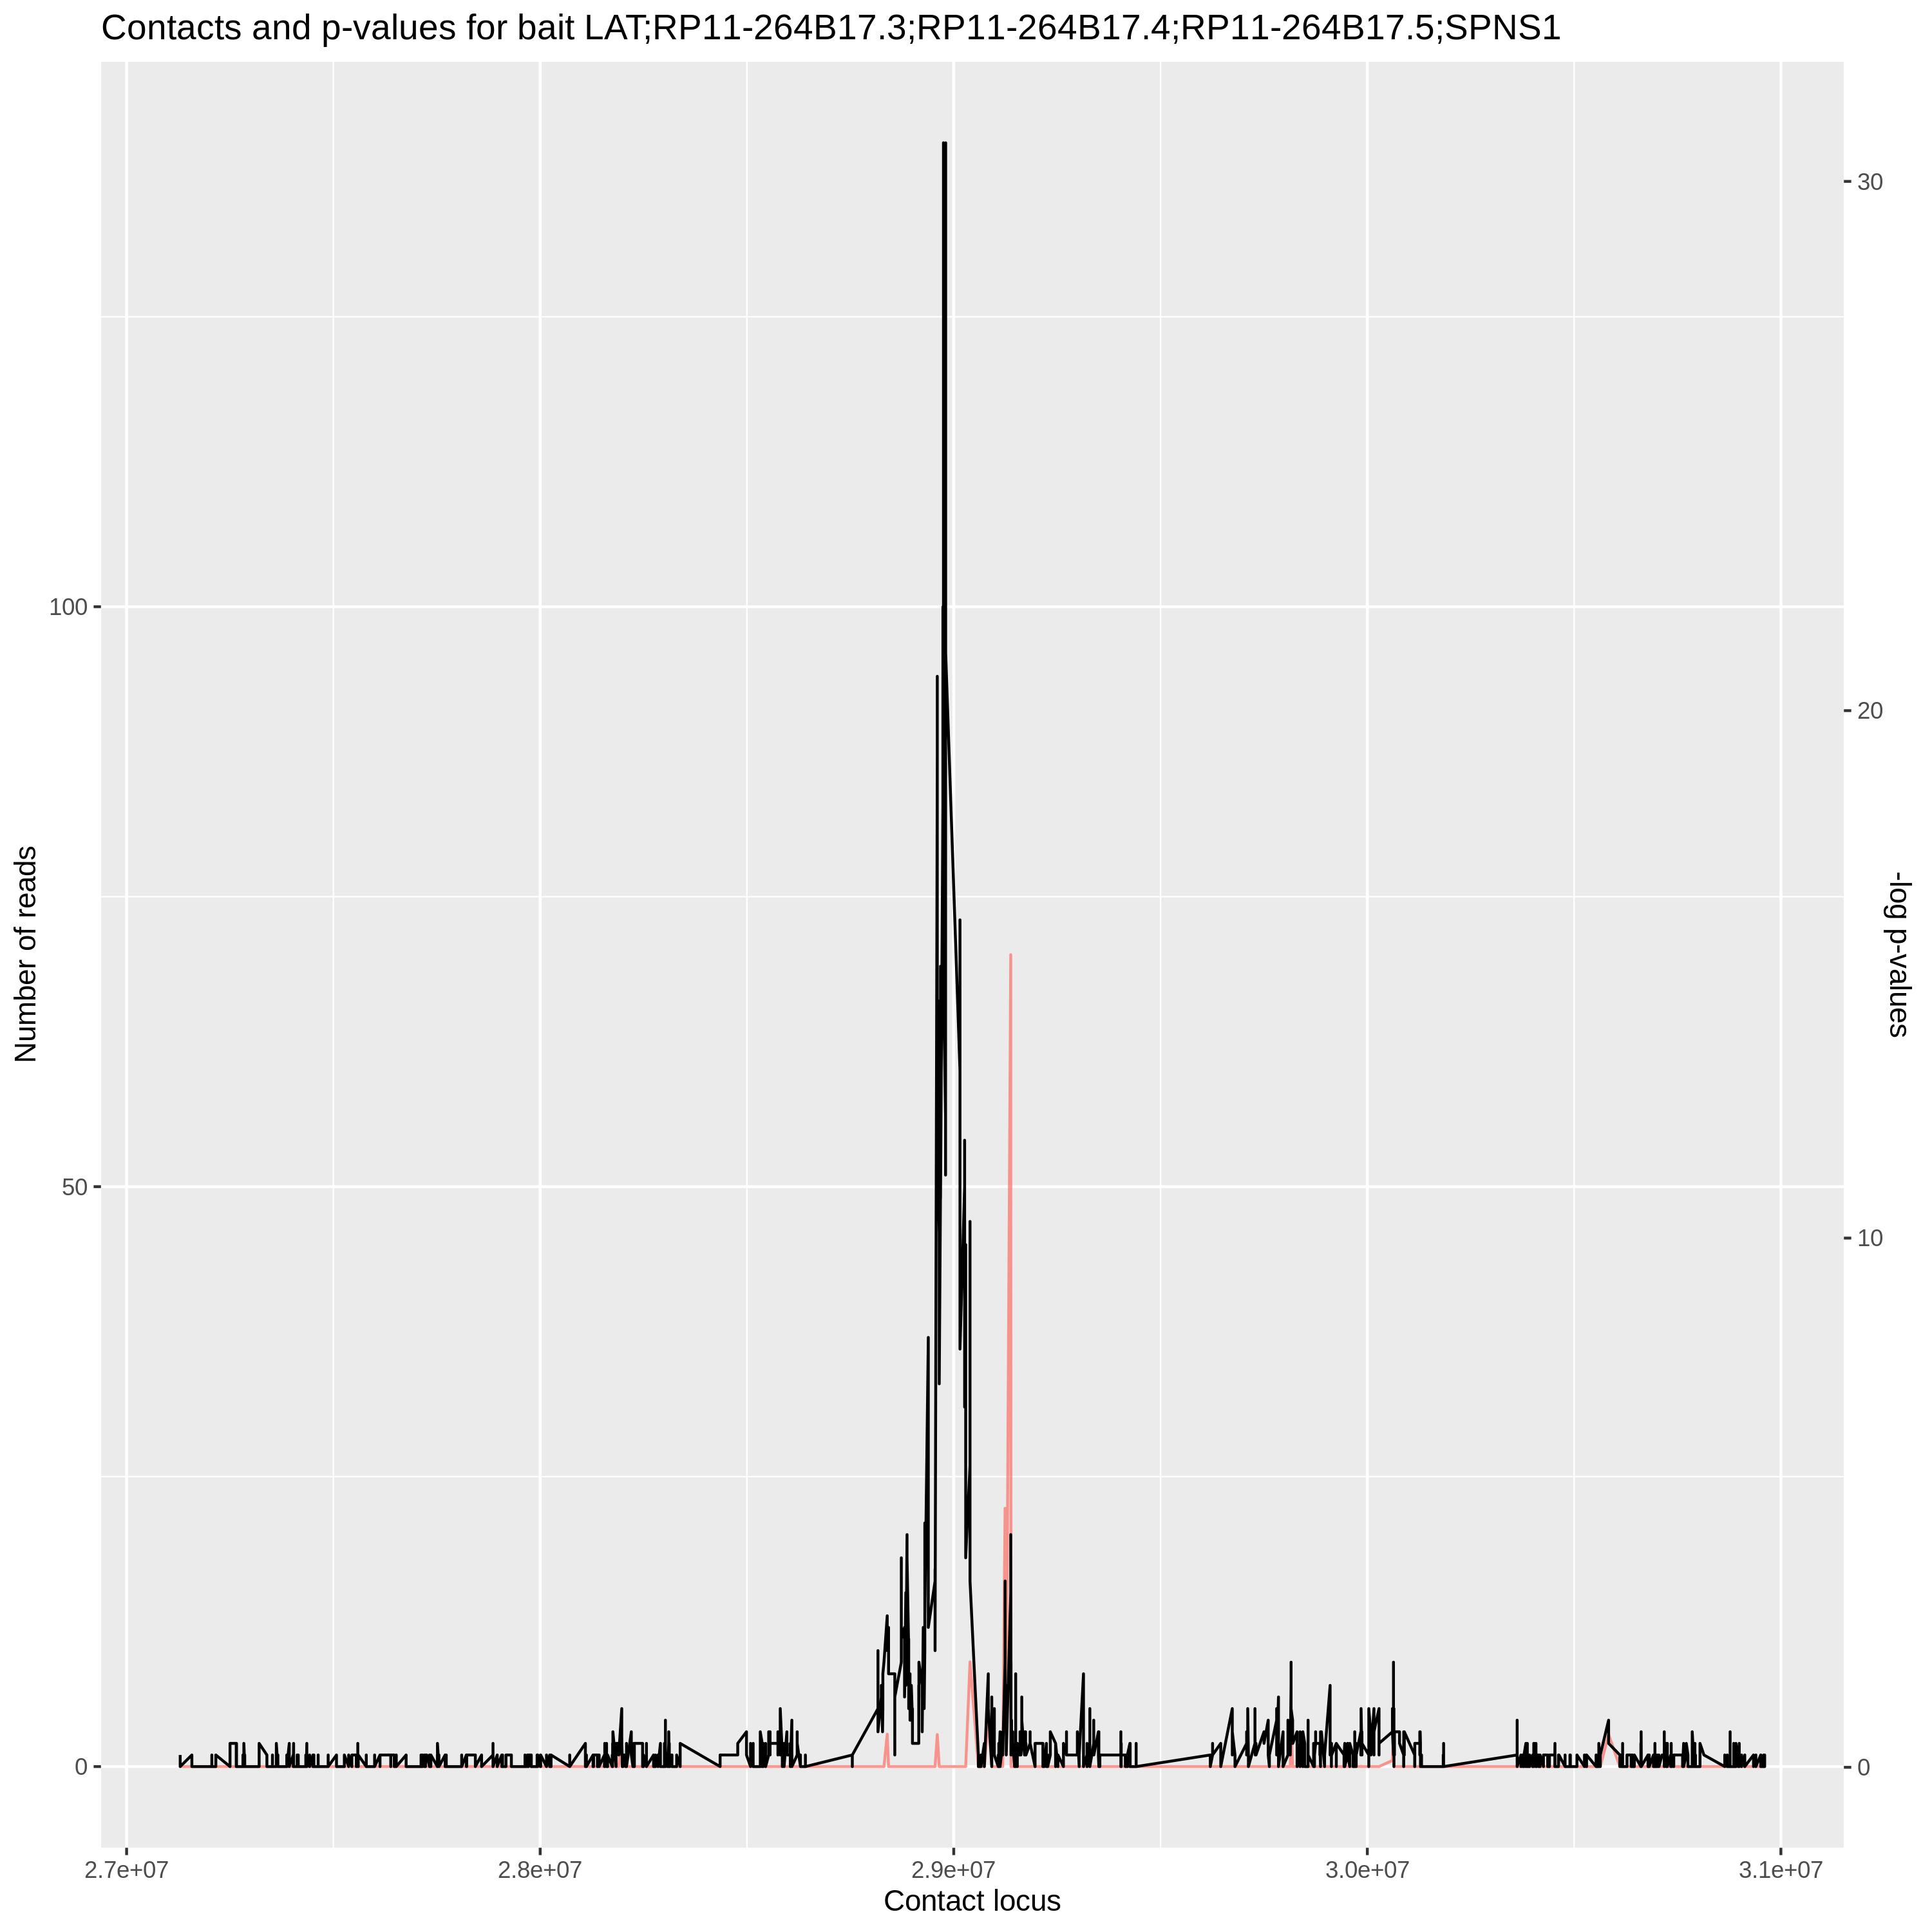 Contacts and p-values for bait LAT;RP11-264B17.3;RP11-264B17.4;RP11-264B17.5;SPNS1
30
100
20
Number of reads
-log p-values
50
10
0
0
2.7e+07 2.8e+07 2.9e+07 3.0e+07 3.1e+07
Contact locus